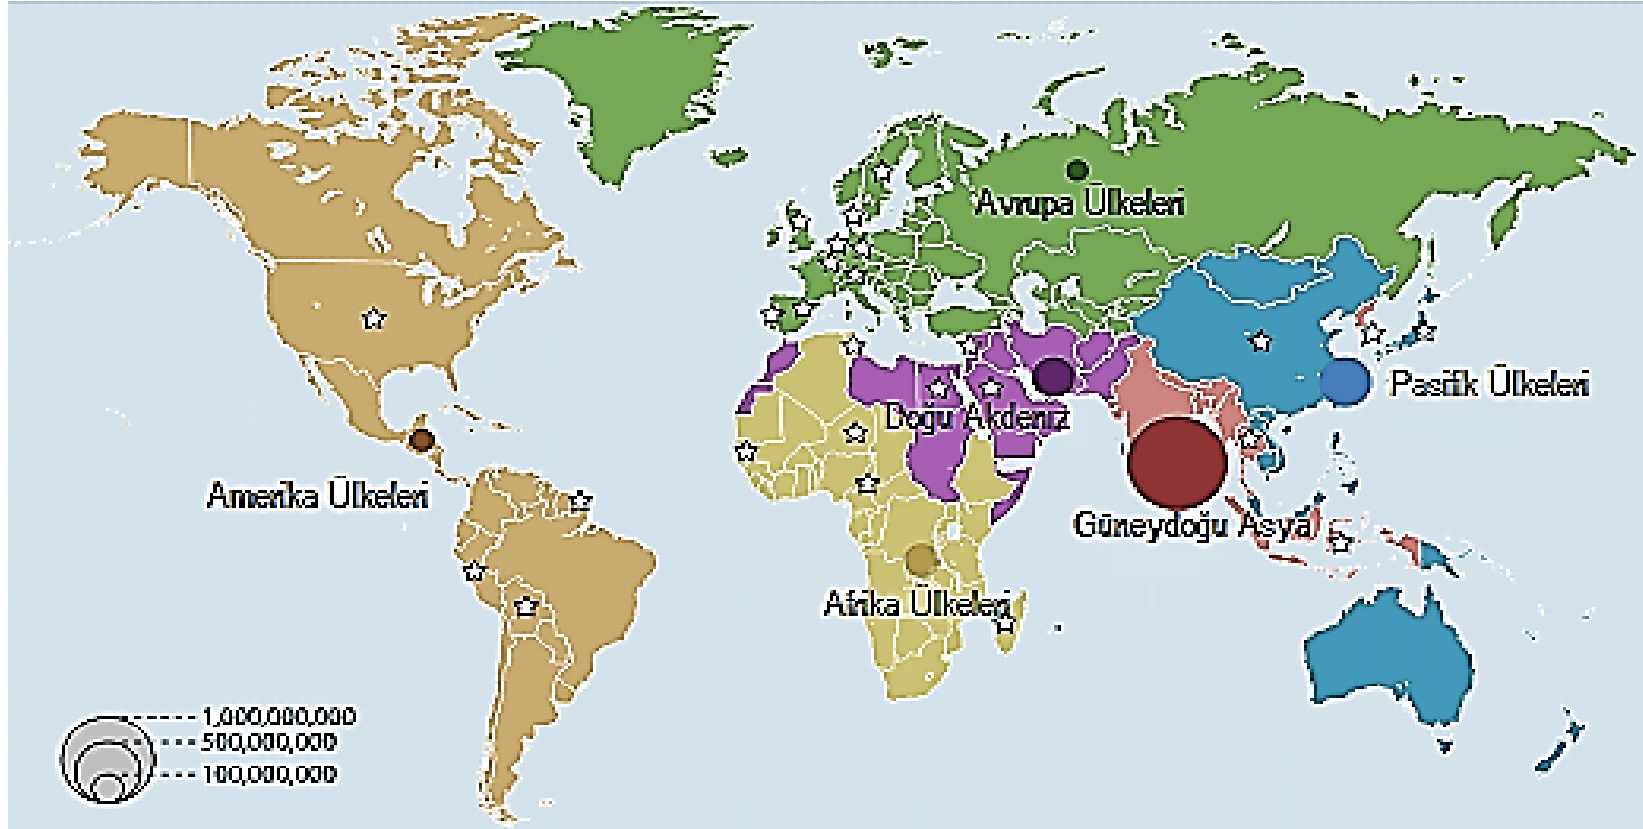 Avrupa Ülkeleri
Pasifik Ülkeleri
Doğu Akdeniz
Amerika Ülkeleri
Güneydoğu Asya
Afrika Ülkeleri
1,000,000,000
500,000,000
100,000,000